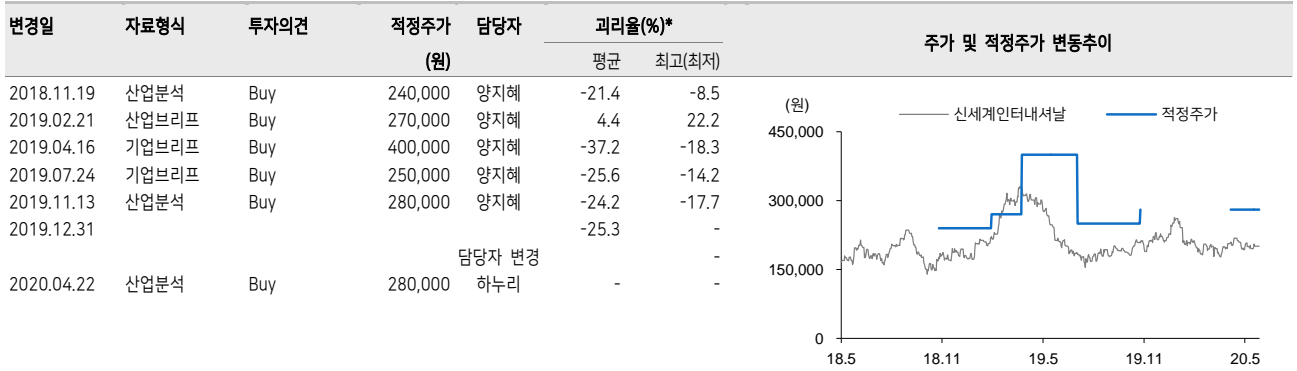 변경일 자료형식 투자의견 적정주가 담당자 괴리율(%)*
(원) 평균 최고(최저)
2018.11.19 산업분석 Buy 240,000 양지혜 -21.4 -8.5
2019.02.21 산업브리프 Buy 270,000 양지혜 4.4 22.2
2019.04.16 기업브리프 Buy 400,000 양지혜 -37.2 -18.3
2019.07.24 기업브리프 Buy 250,000 양지혜 -25.6 -14.2
2019.11.13 산업분석 Buy 280,000 양지혜 -24.2 -17.7
2019.12.31 -25.3 -
담당자 변경 -
2020.04.22 산업분석 Buy 280,000 하누리 - -
주가 및 적정주가 변동추이
(원)
신세계인터내셔날 적정주가
450,000
300,000
150,000
0
18.5 18.11 19.5 19.11 20.5